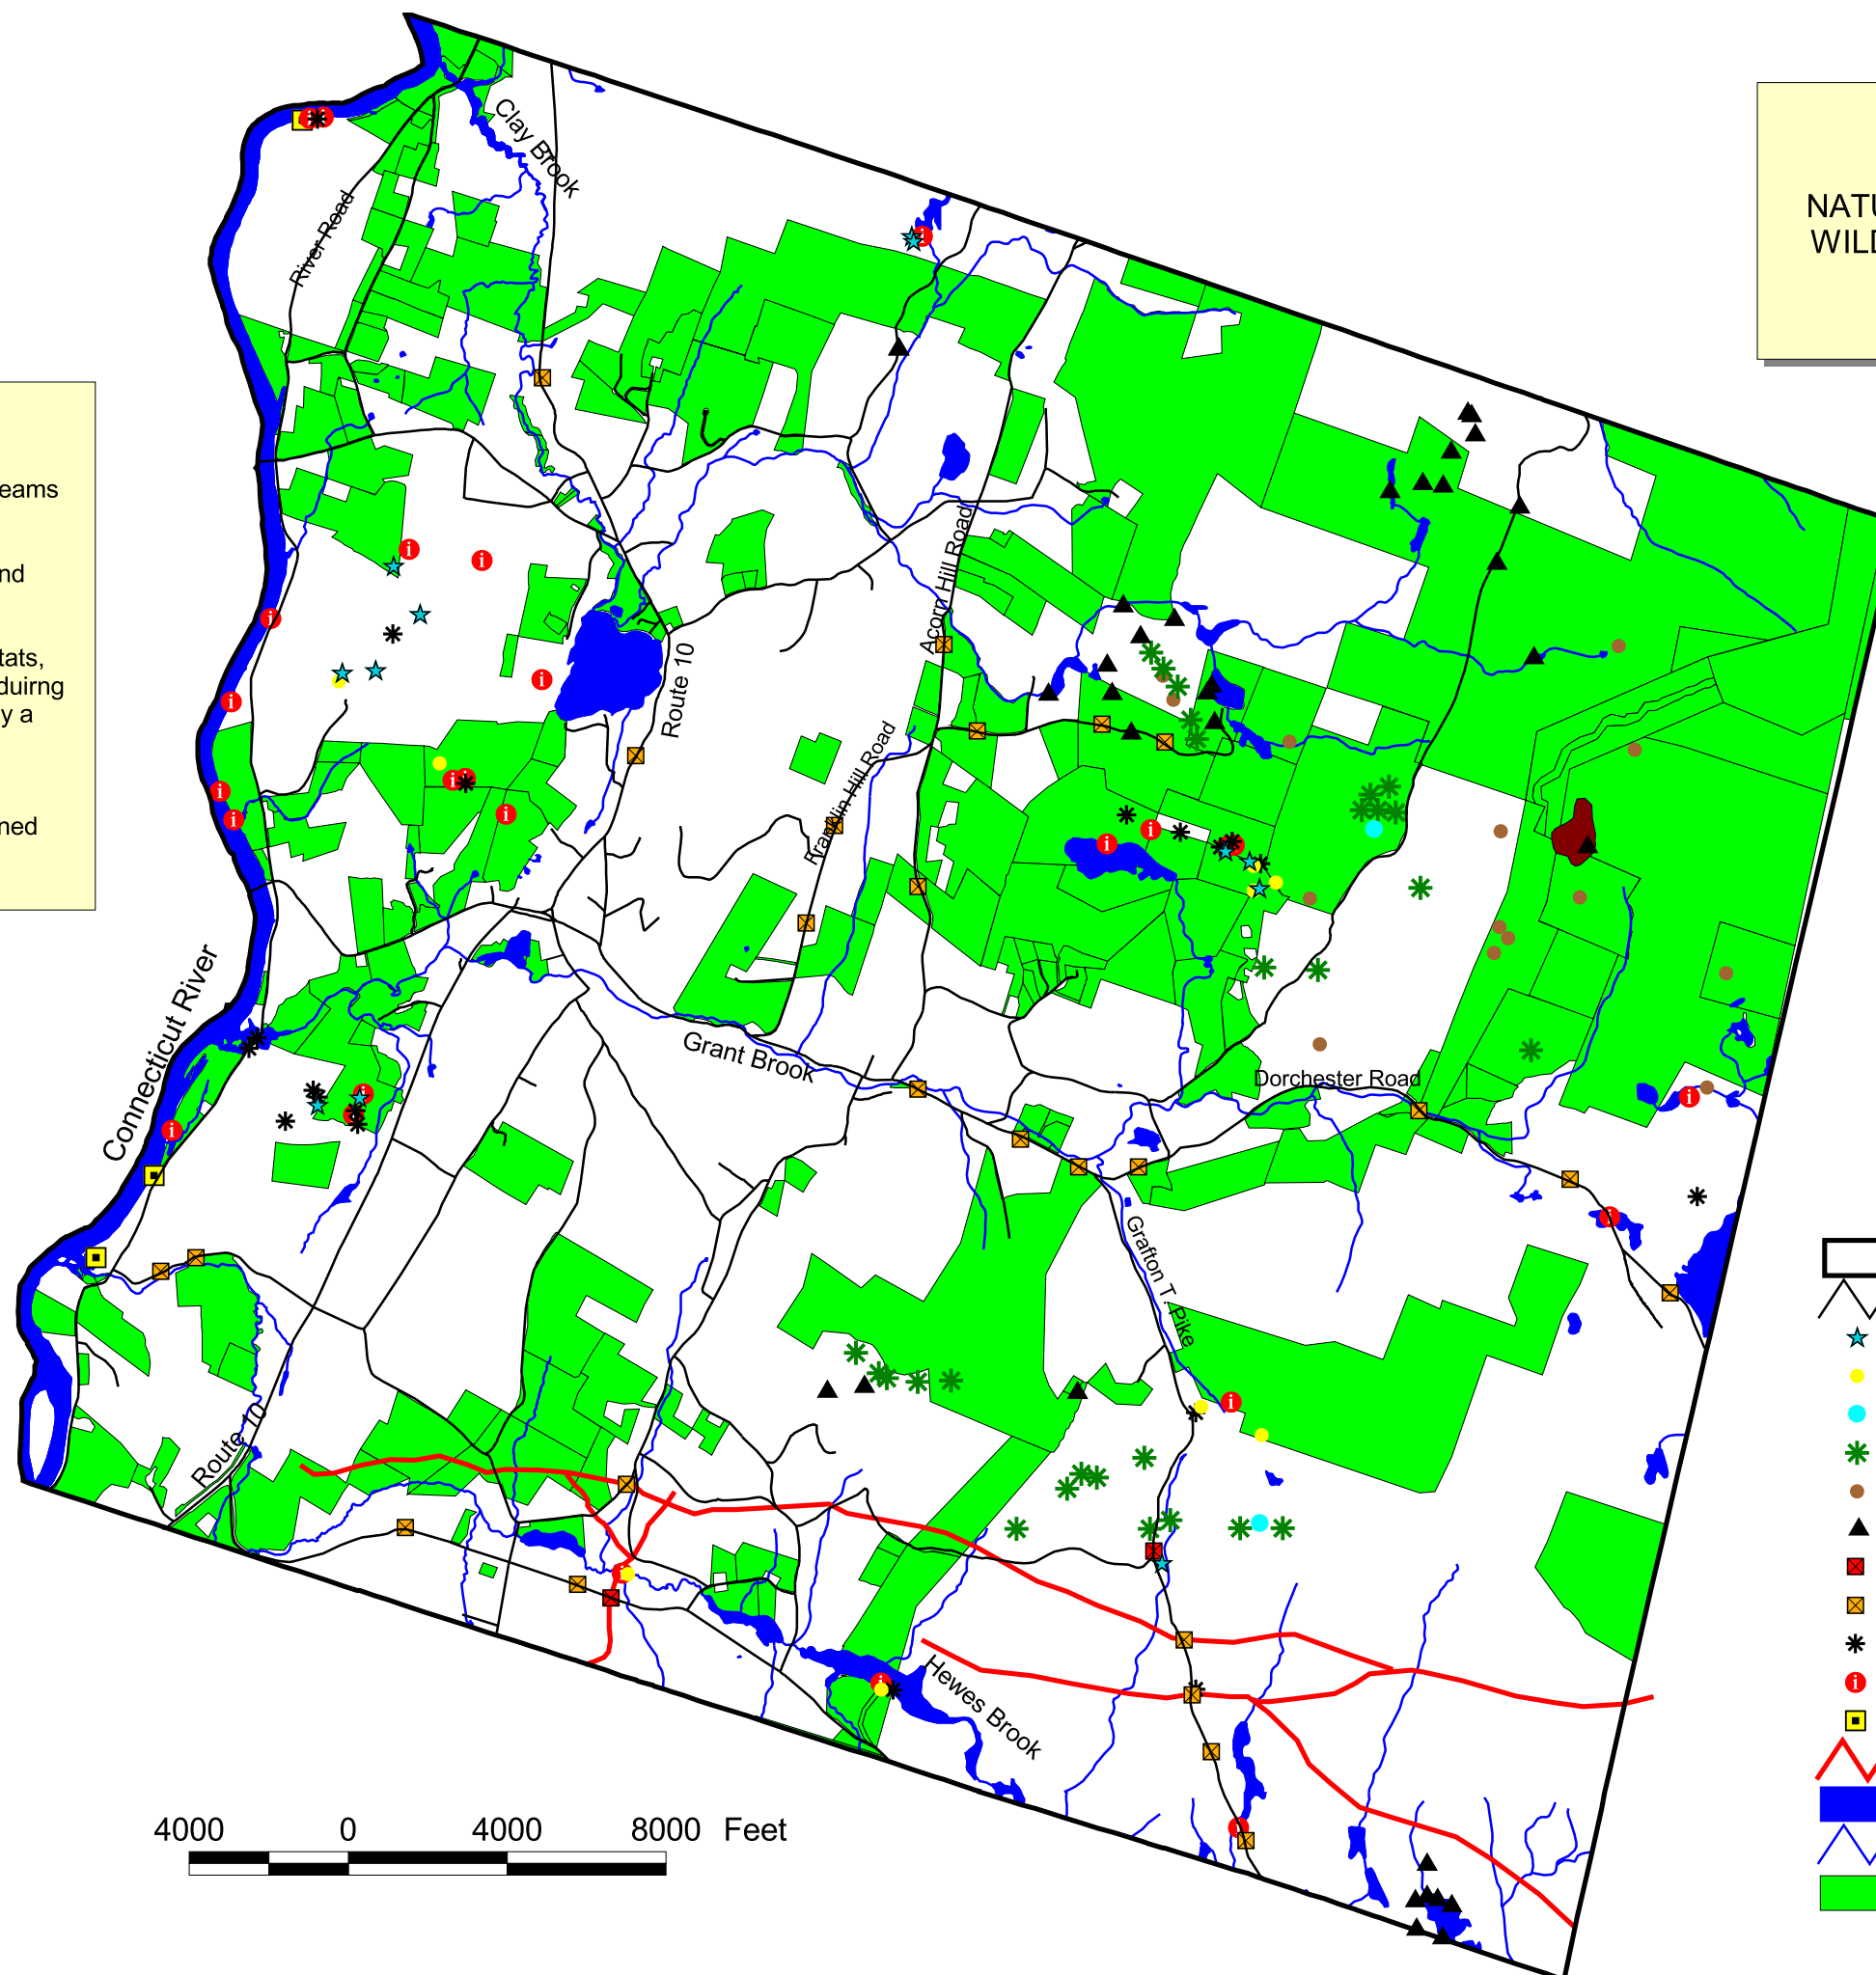 NATU
WILD
eams
nd
tats,
duirng
y a
ned
Clay Brook
River Road
Acorn Hill Road
Route 10
Franklin Hill Road
Connecticut River
Grant Brook
Dorchester Road
Grafton T. Pike
Route 10
Hewes Brook
4000 0 4000 8000 Feet